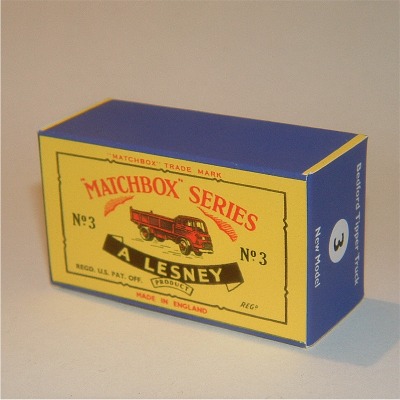 "MATCHBOX" TRADE MARK
"MATCHBOX" SERIES
Nº.3
Nº.3
A LESNEY
PRODUCT
REGD. U.S. PAT. OFF.
REGº
MADE IN ENGLAND
Bedford Tipper Truck
3
New Model